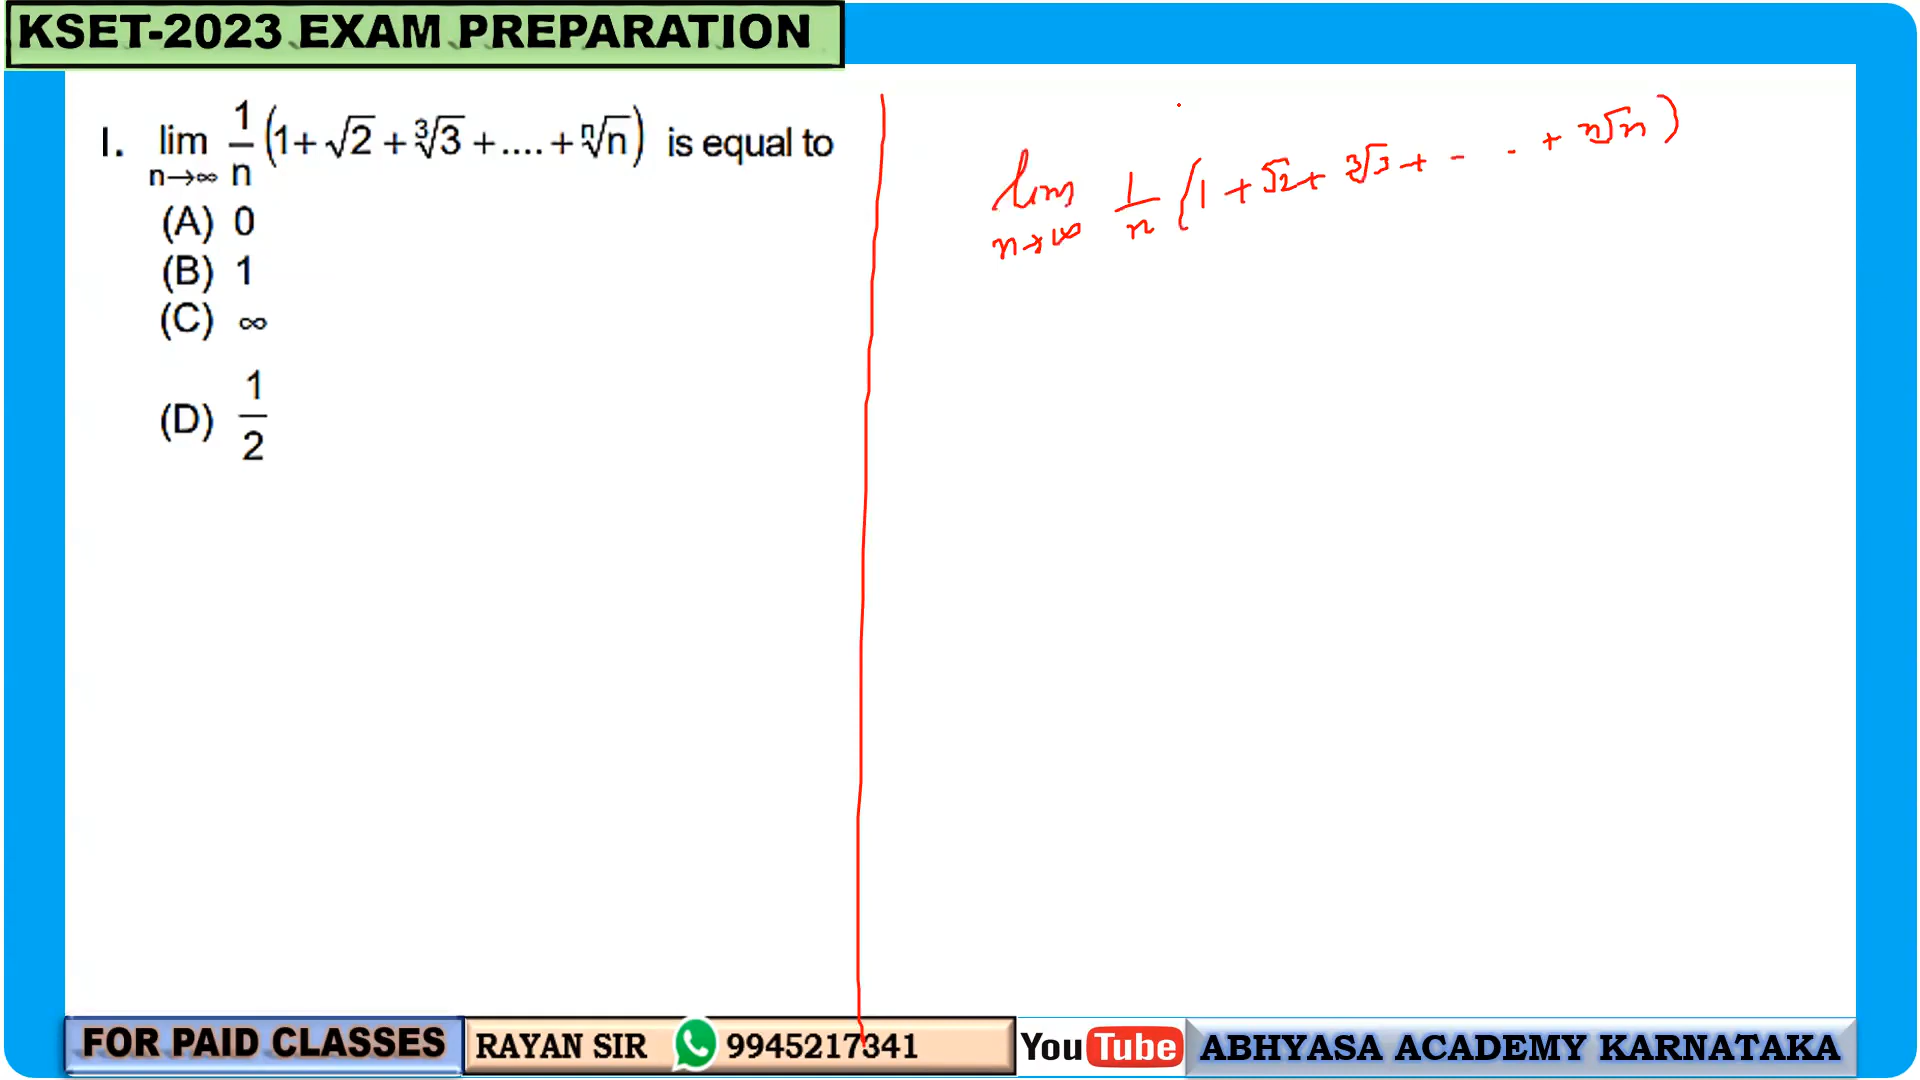 KSET-2023 EXAM PREPARATION
I. lim n→∞ 1/n (1+ √2 + ∛3 +....+ ⁿ√n) is equal to
(A) 0
(B) 1
(C) ∞
(D) 1/2
lim n→∞ 1/n (1 + √2 + ∛3 + - - . + ⁿ√n)
FOR PAID CLASSES RAYAN SIR 9945217341 YouTube ABHYASA ACADEMY KARNATAKA